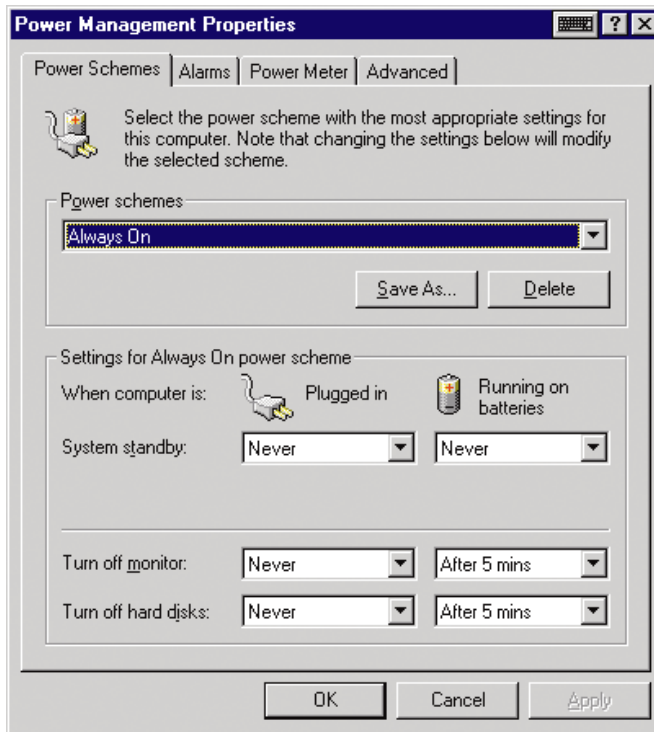 Power Management Properties
Power Schemes Alarms Power Meter Advanced
Select the power scheme with the most appropriate settings for
this computer. Note that changing the settings below will modify
the selected scheme.
Power schemes
Always On
Save As... Delete
Settings for Always On power scheme
When computer is: Plugged in Running on
batteries
System standby: Never Never
Turn off monitor: Never After 5 mins
Turn off hard disks: Never After 5 mins
OK Cancel Apply